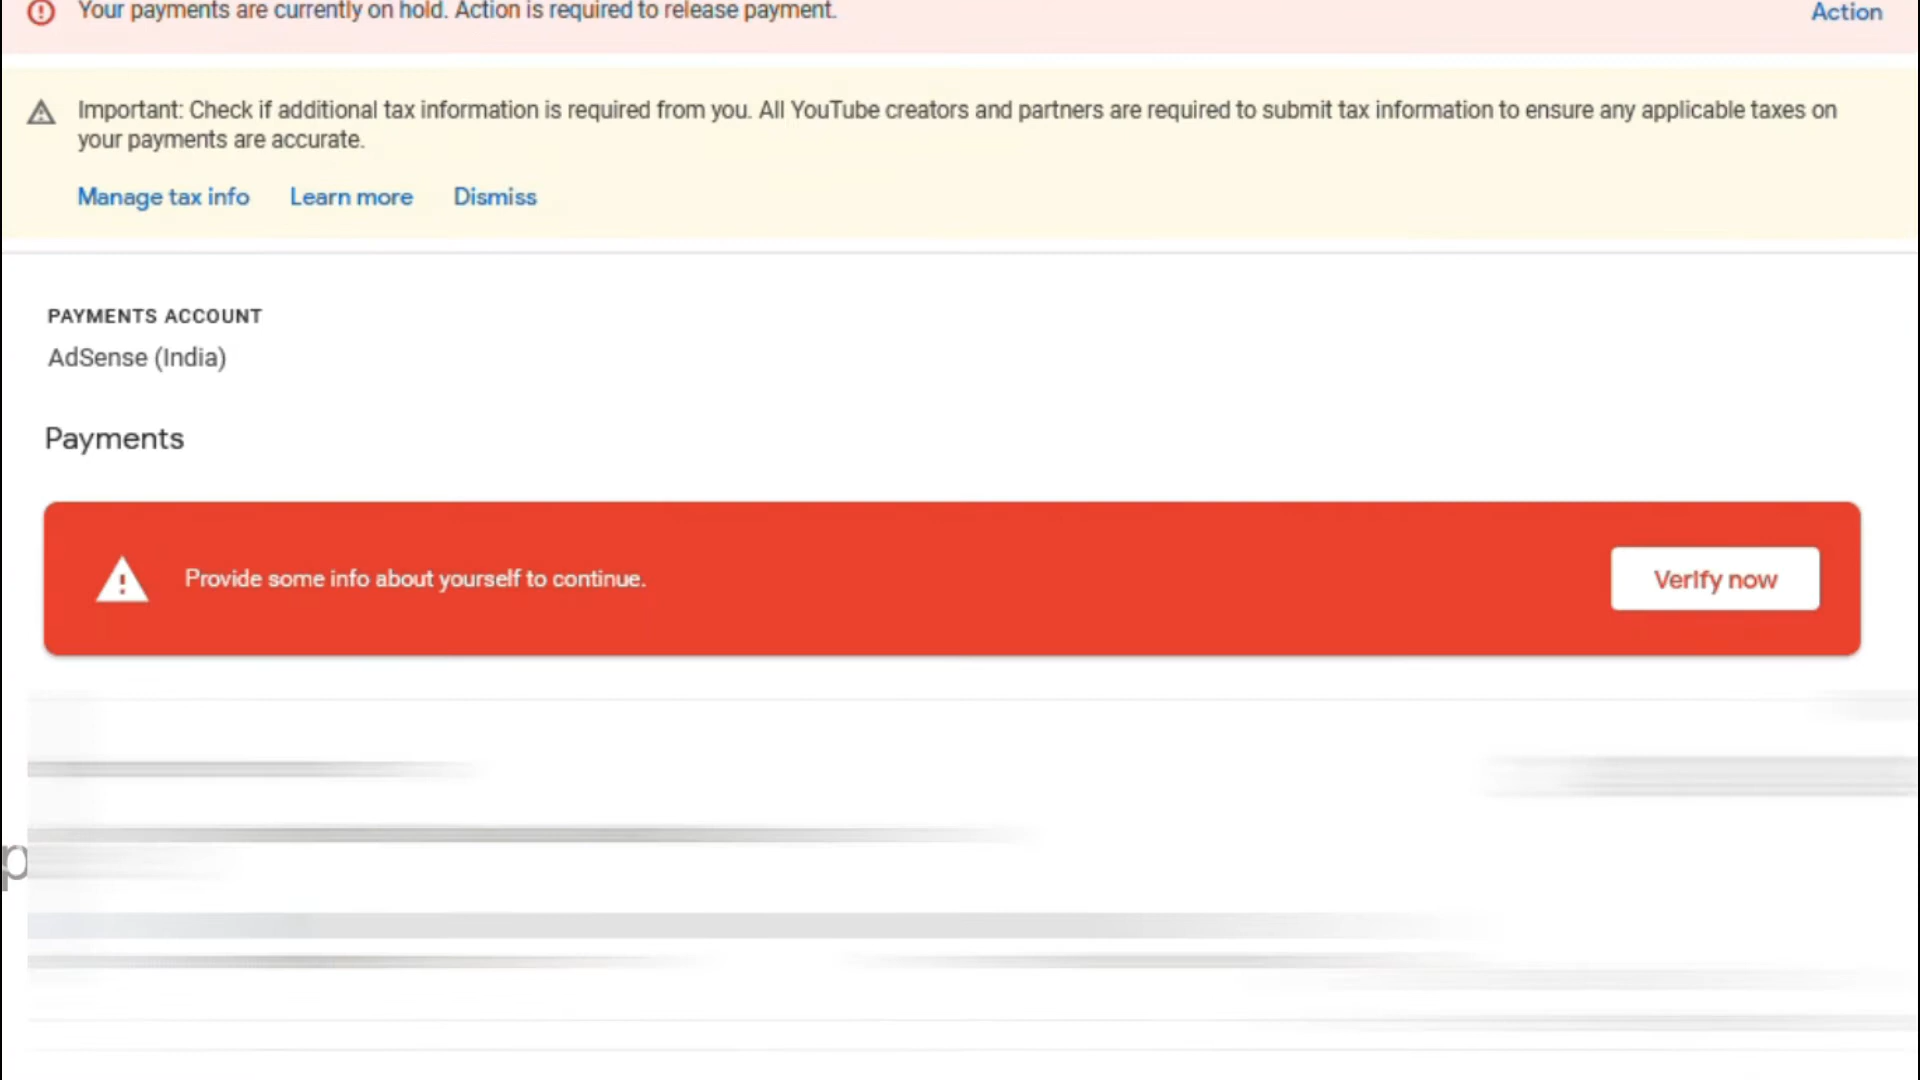 Your payments are currently on hold. Action is required to release payment.
Action
Important: Check if additional tax information is required from you. All YouTube creators and partners are required to submit tax information to ensure any applicable taxes on
your payments are accurate.
Manage tax info Learn more Dismiss
PAYMENTS ACCOUNT
AdSense (India)
Payments
Provide some info about yourself to continue.
Verify now
p